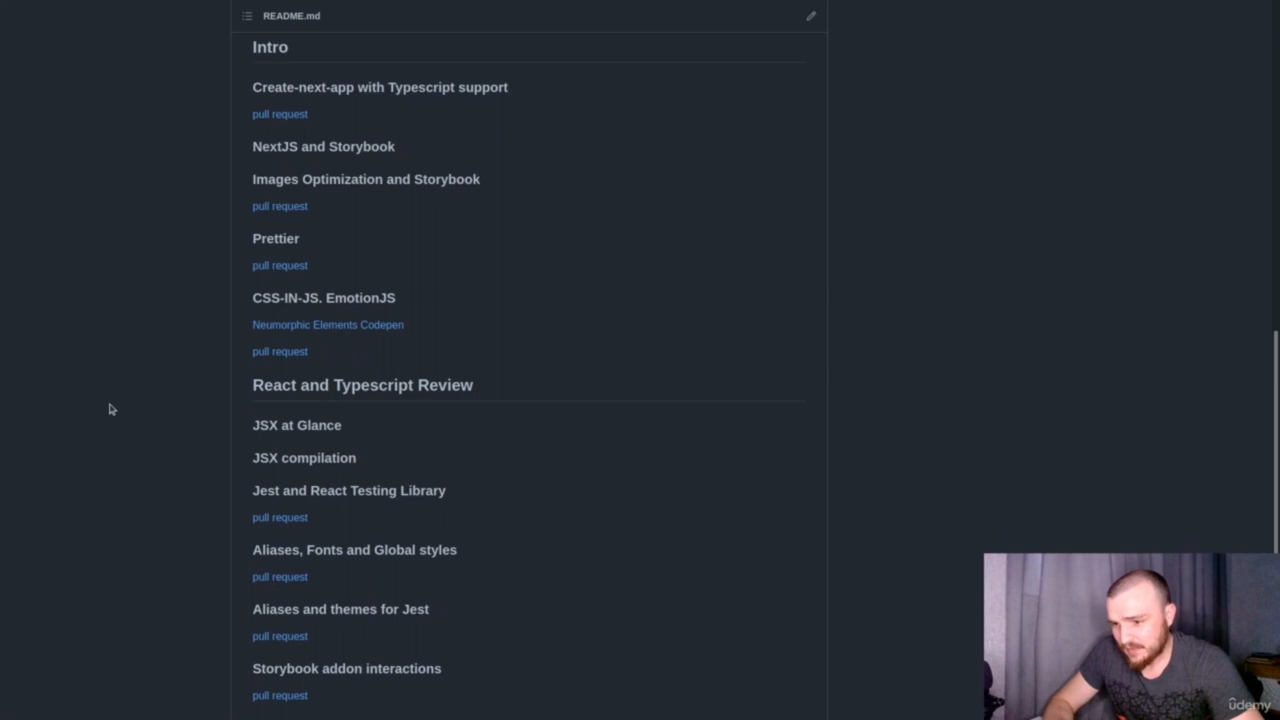 README.md
Intro
Create-next-app with Typescript support
pull request
NextJS and Storybook
Images Optimization and Storybook
pull request
Prettier
pull request
CSS-IN-JS. EmotionJS
Neumorphic Elements Codepen
pull request
React and Typescript Review
JSX at Glance
JSX compilation
Jest and React Testing Library
pull request
Aliases, Fonts and Global styles
pull request
Aliases and themes for Jest
pull request
Storybook addon interactions
pull request
ûdemy